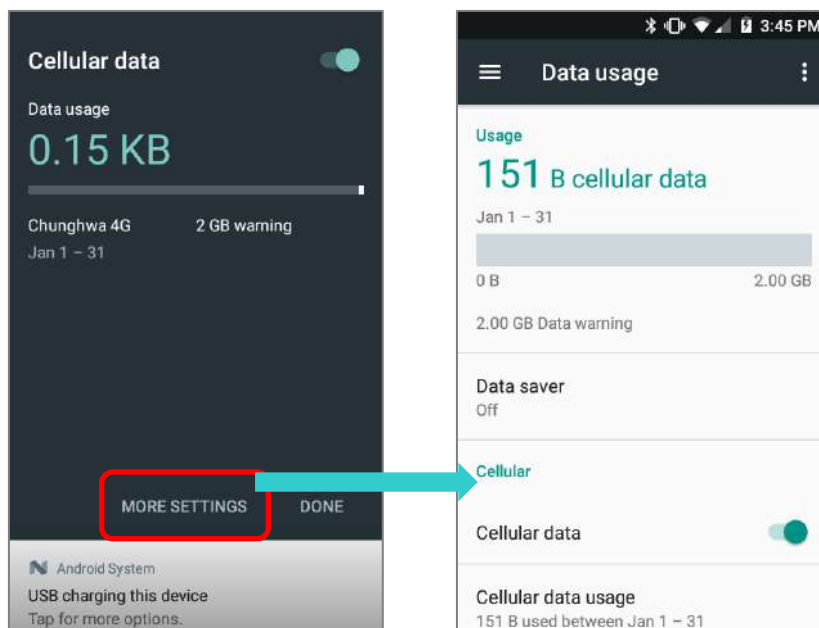 Cellular data
Data usage
0.15 KB
Chunghwa 4G 2 GB warning
Jan 1 – 31
MORE SETTINGS DONE
Android System
USB charging this device
Tap for more options.
3:45 PM
Data usage
Usage
151 B cellular data
Jan 1 – 31
0 B 2.00 GB
2.00 GB Data warning
Data saver
Off
Cellular
Cellular data
Cellular data usage
151 B used between Jan 1 – 31